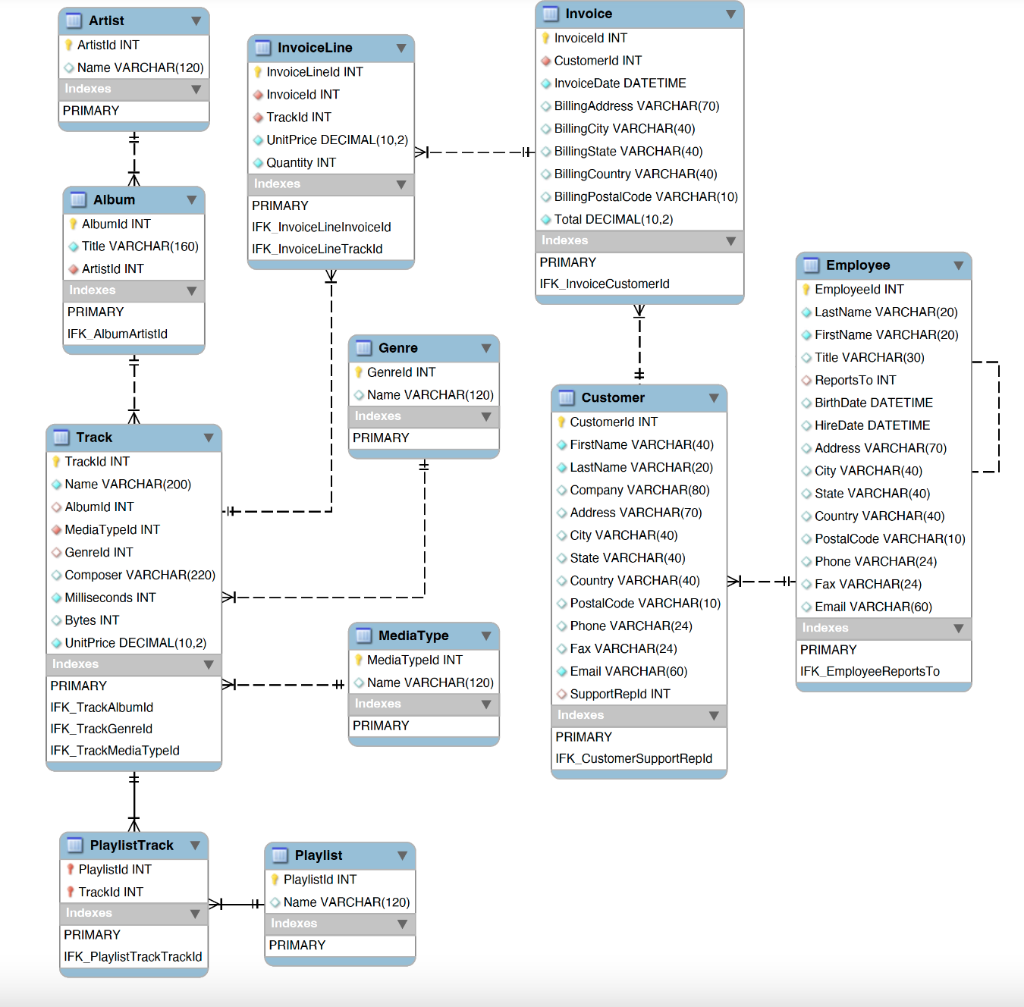 Artist
ArtistId INT
Name VARCHAR(120)
Indexes
PRIMARY
Album
AlbumId INT
Title VARCHAR(160)
ArtistId INT
Indexes
PRIMARY
IFK_AlbumArtistId
Track
TrackId INT
Name VARCHAR(200)
AlbumId INT
MediaTypeId INT
GenreId INT
Composer VARCHAR(220)
Milliseconds INT
Bytes INT
UnitPrice DECIMAL(10,2)
Indexes
PRIMARY
IFK_TrackAlbumId
IFK_TrackGenreId
IFK_TrackMediaTypeId
PlaylistTrack
PlaylistId INT
TrackId INT
Indexes
PRIMARY
IFK_PlaylistTrackTrackId
Playlist
PlaylistId INT
Name VARCHAR(120)
Indexes
PRIMARY
InvoiceLine
InvoiceLineId INT
InvoiceId INT
TrackId INT
UnitPrice DECIMAL(10,2)
Quantity INT
Indexes
PRIMARY
IFK_InvoiceLineInvoiceId
IFK_InvoiceLineTrackId
Genre
GenreId INT
Name VARCHAR(120)
Indexes
PRIMARY
MediaType
MediaTypeId INT
Name VARCHAR(120)
Indexes
PRIMARY
Invoice
InvoiceId INT
CustomerId INT
InvoiceDate DATETIME
BillingAddress VARCHAR(70)
BillingCity VARCHAR(40)
BillingState VARCHAR(40)
BillingCountry VARCHAR(40)
BillingPostalCode VARCHAR(10)
Total DECIMAL(10,2)
Indexes
PRIMARY
IFK_InvoiceCustomerId
Customer
CustomerId INT
FirstName VARCHAR(40)
LastName VARCHAR(20)
Company VARCHAR(80)
Address VARCHAR(70)
City VARCHAR(40)
State VARCHAR(40)
Country VARCHAR(40)
PostalCode VARCHAR(10)
Phone VARCHAR(24)
Fax VARCHAR(24)
Email VARCHAR(60)
SupportRepId INT
Indexes
PRIMARY
IFK_CustomerSupportRepId
Employee
EmployeeId INT
LastName VARCHAR(20)
FirstName VARCHAR(20)
Title VARCHAR(30)
ReportsTo INT
BirthDate DATETIME
HireDate DATETIME
Address VARCHAR(70)
City VARCHAR(40)
State VARCHAR(40)
Country VARCHAR(40)
PostalCode VARCHAR(10)
Phone VARCHAR(24)
Fax VARCHAR(24)
Email VARCHAR(60)
Indexes
PRIMARY
IFK_EmployeeReportsTo